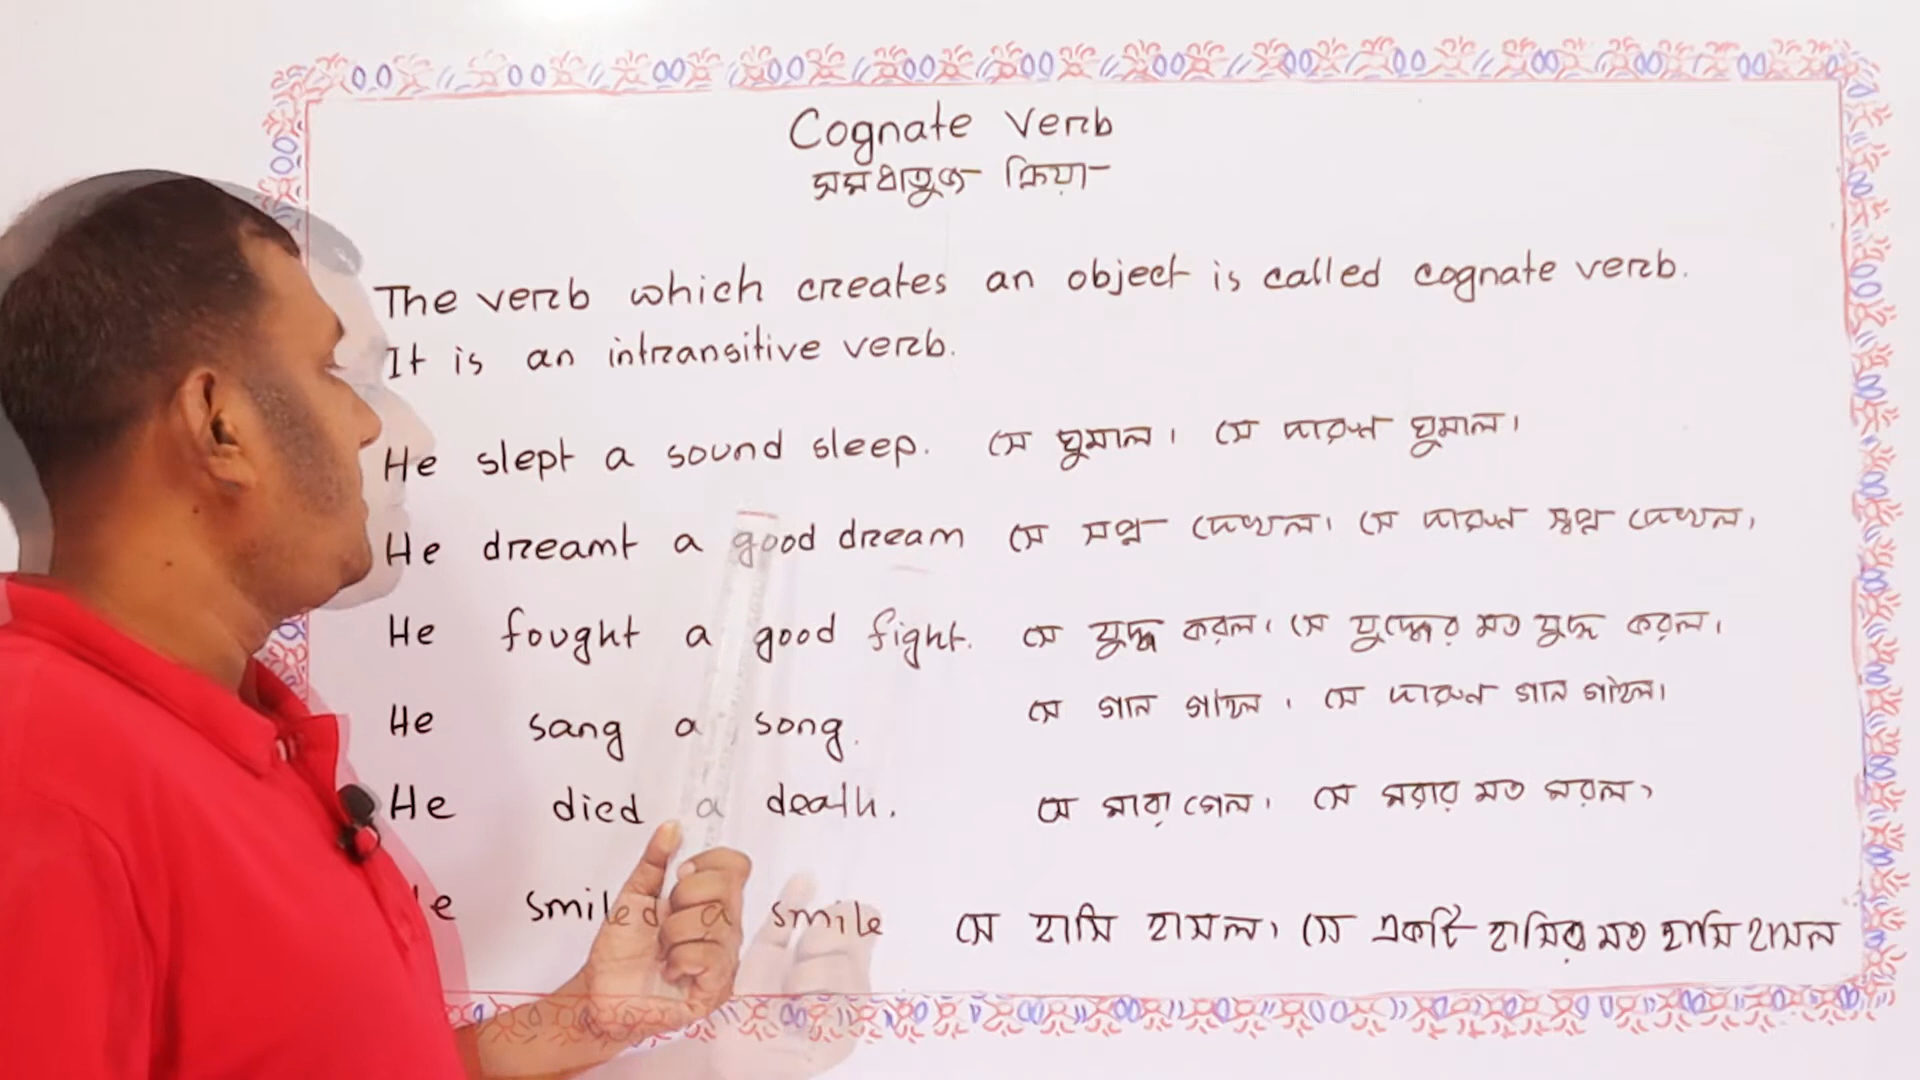 Cognate Verb
সমধাতুজ ক্রিয়া
The verb which creates an object is called cognate verb.
It is an intransitive verb.
He slept a sound sleep. সে ঘুমাল। সে দারুণ ঘুমাল।
He dreamt a good dream সে সপ্ন দেখল। সে দারুণ স্বপ্ন দেখল।
He fought a good fight. সে যুদ্ধ করল। সে যুদ্ধের মত যুদ্ধ করল।
He sang a song. সে গান গাইল। সে দারুণ গান গাইল।
He died a death. সে মারা গেল। সে মরার মত মরল।
He smiled a smile সে হাসি হাসল। সে একটি হাসির মত হাসি হাসল